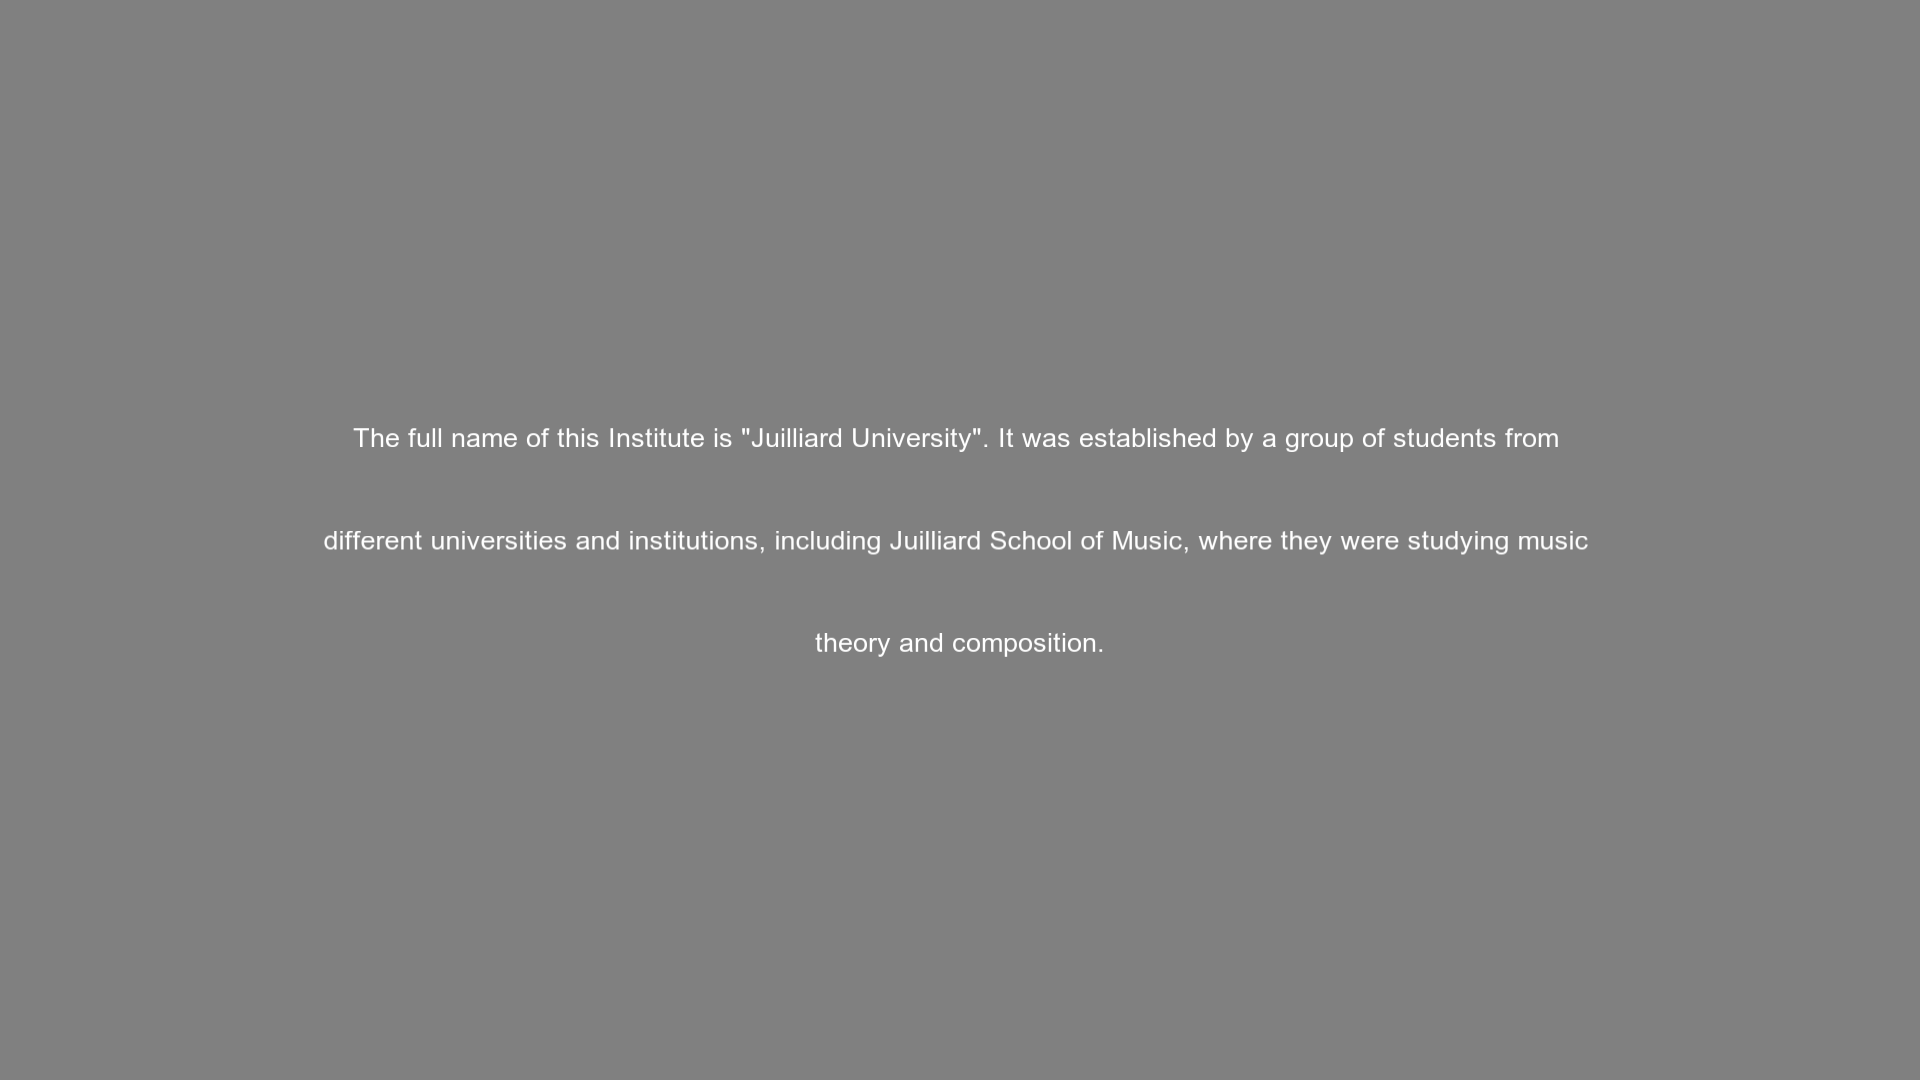 The full name of this Institute is "Juilliard University". It was established by a group of students from
different universities and institutions, including Juilliard School of Music, where they were studying music
theory and composition.